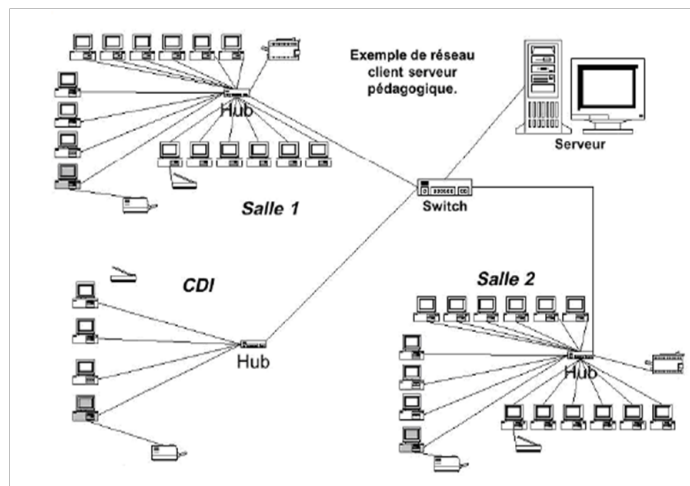 Exemple de réseau
client serveur
pédagogique.
Hub
Serveur
Salle 1
Switch
CDI
Salle 2
Hub
Hub